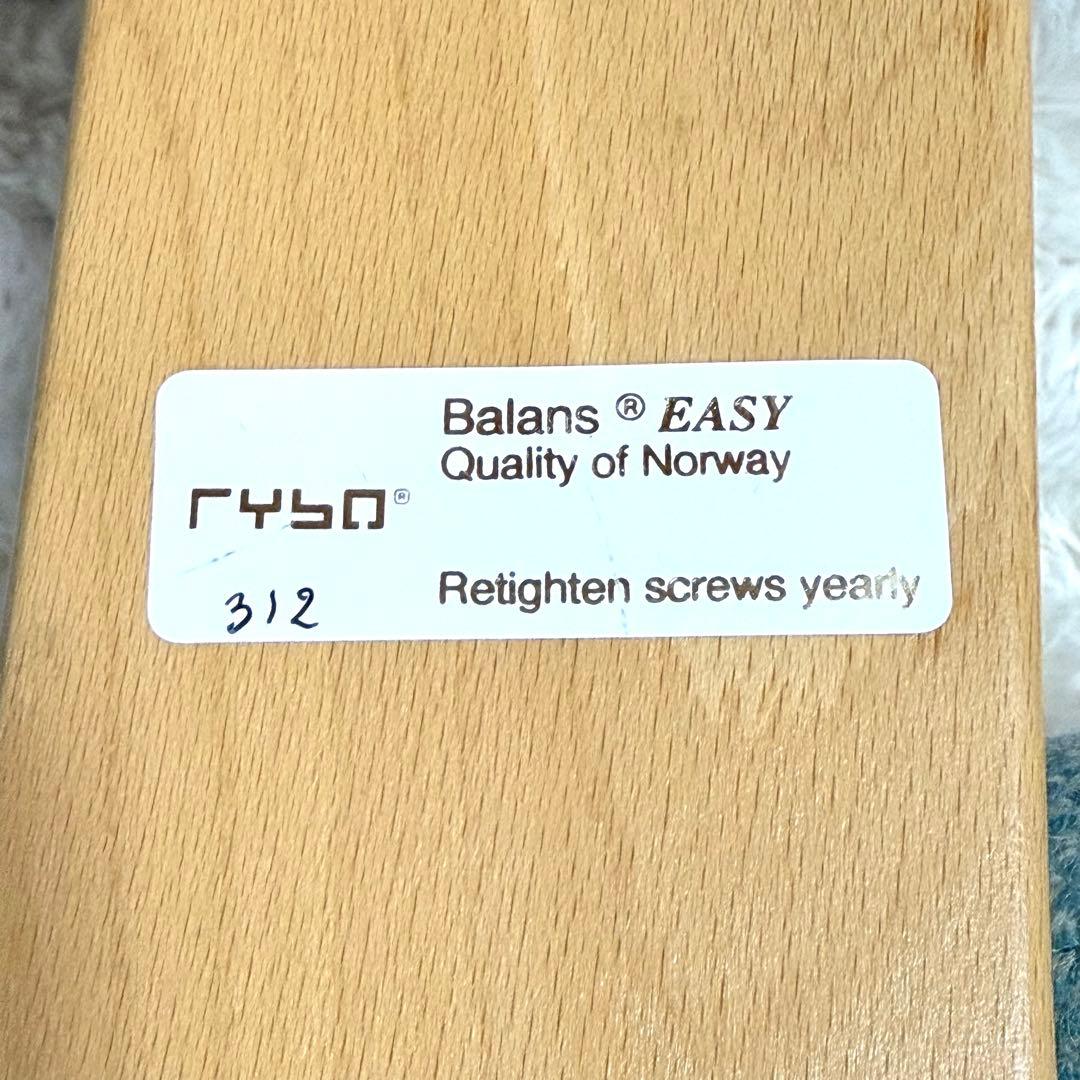 Balans ® EASY
Quality of Norway
rybo ®
Retighten screws yearly
312